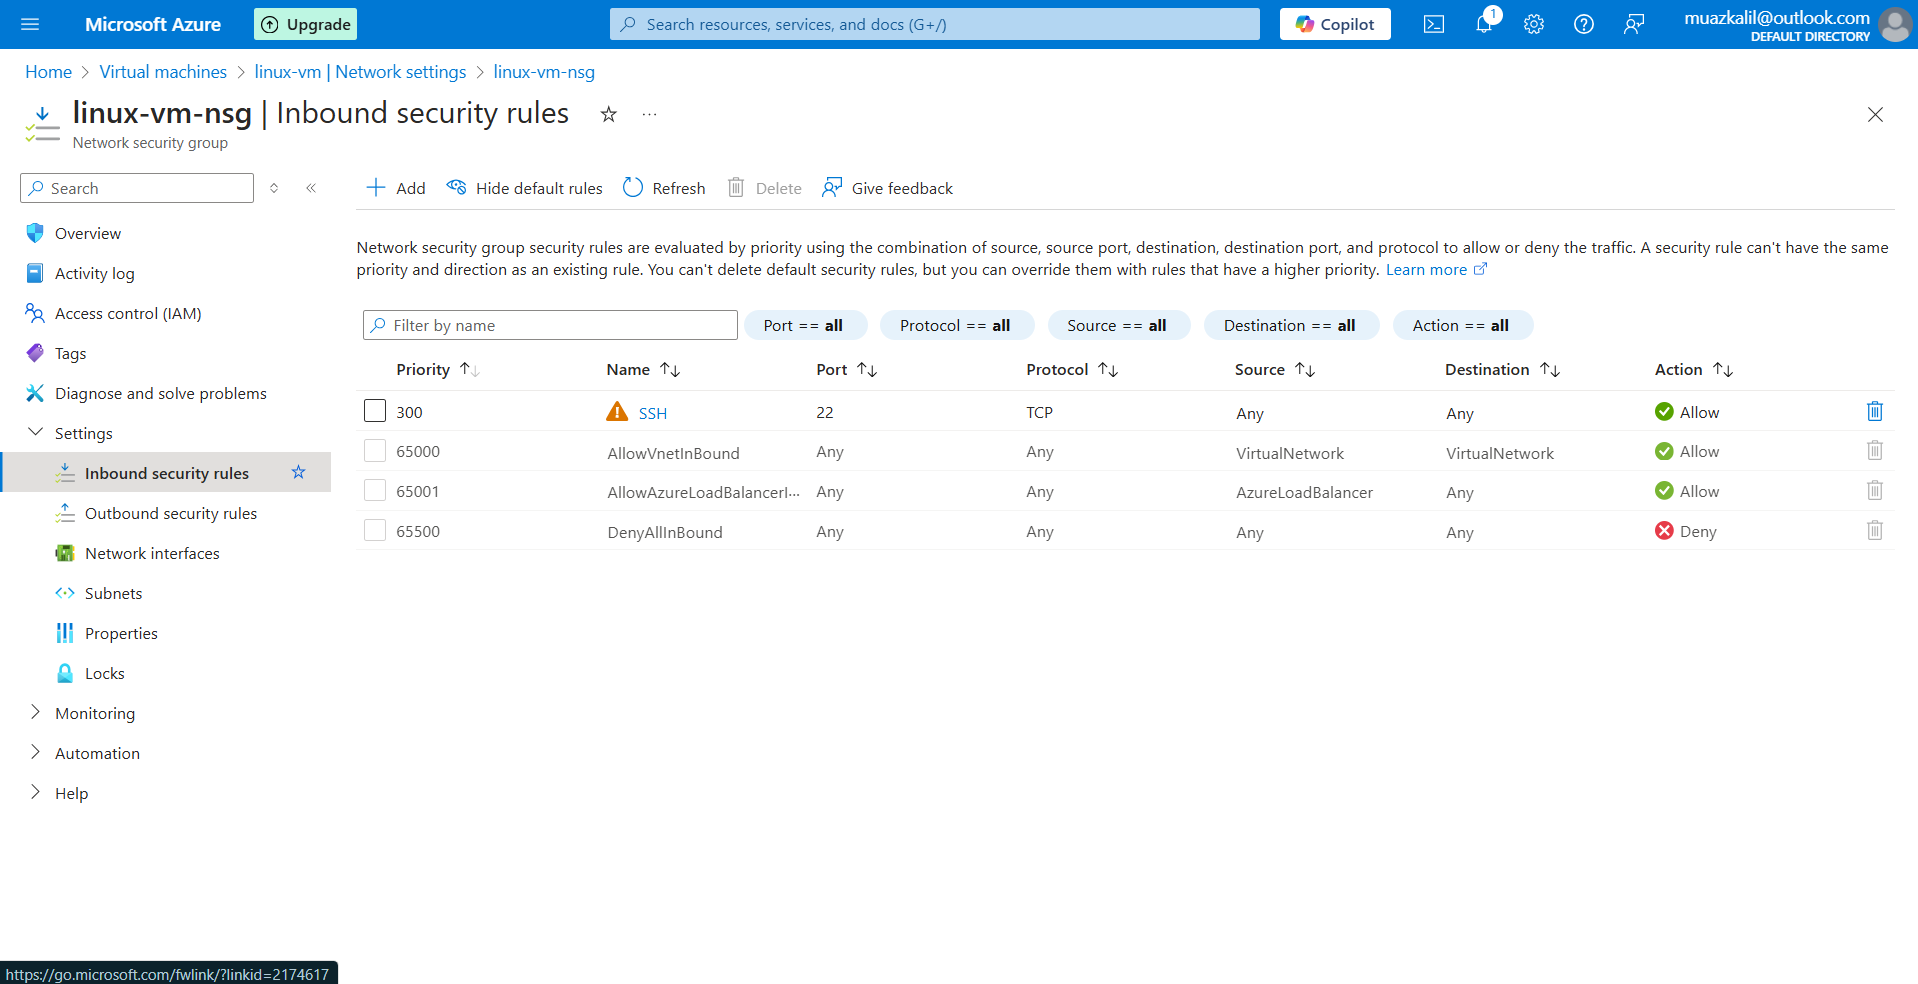 Microsoft Azure
Upgrade
Search resources, services, and docs (G+/)
Copilot
1
muazkalil@outlook.com
DEFAULT DIRECTORY
Home > Virtual machines > linux-vm | Network settings > linux-vm-nsg
linux-vm-nsg | Inbound security rules
Network security group
Search
Add
Hide default rules
Refresh
Delete
Give feedback
Overview
Activity log
Access control (IAM)
Tags
Diagnose and solve problems
Settings
Inbound security rules
Outbound security rules
Network interfaces
Subnets
Properties
Locks
Monitoring
Automation
Help
Network security group security rules are evaluated by priority using the combination of source, source port, destination, destination port, and protocol to allow or deny the traffic. A security rule can't have the same
priority and direction as an existing rule. You can't delete default security rules, but you can override them with rules that have a higher priority. Learn more
Filter by name
Port == all
Protocol == all
Source == all
Destination == all
Action == all
Priority Name Port Protocol Source Destination Action
300 SSH 22 TCP Any Any Allow
65000 AllowVnetInBound Any Any VirtualNetwork VirtualNetwork Allow
65001 AllowAzureLoadBalancerI... Any Any AzureLoadBalancer Any Allow
65500 DenyAllInBound Any Any Any Any Deny
https://go.microsoft.com/fwlink/?linkid=2174617